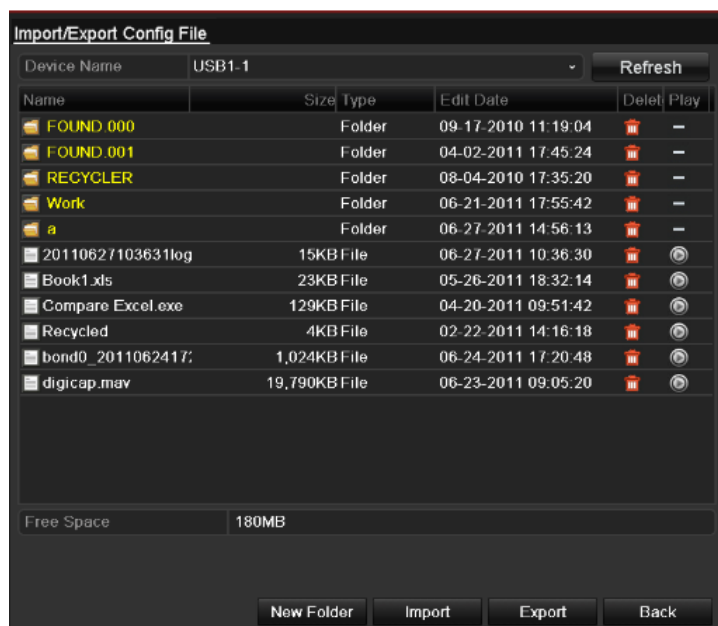 Import/Export Config File
Device Name USB1-1 Refresh
Name Size Type Edit Date Delet Play
FOUND.000 Folder 09-17-2010 11:19:04 –
FOUND.001 Folder 04-02-2011 17:45:24 –
RECYCLER Folder 08-04-2010 17:35:20 –
Work Folder 06-21-2011 17:55:42 –
a Folder 06-27-2011 14:56:13 –
20110627103631log 15KB File 06-27-2011 10:36:30
Book1.xls 23KB File 05-26-2011 18:32:14
Compare Excel.exe 129KB File 04-20-2011 09:51:42
Recycled 4KB File 02-22-2011 14:16:18
bond0_2011062417: 1,024KB File 06-24-2011 17:20:48
digicap.mav 19,790KB File 06-23-2011 09:05:20
Free Space 180MB
New Folder Import Export Back